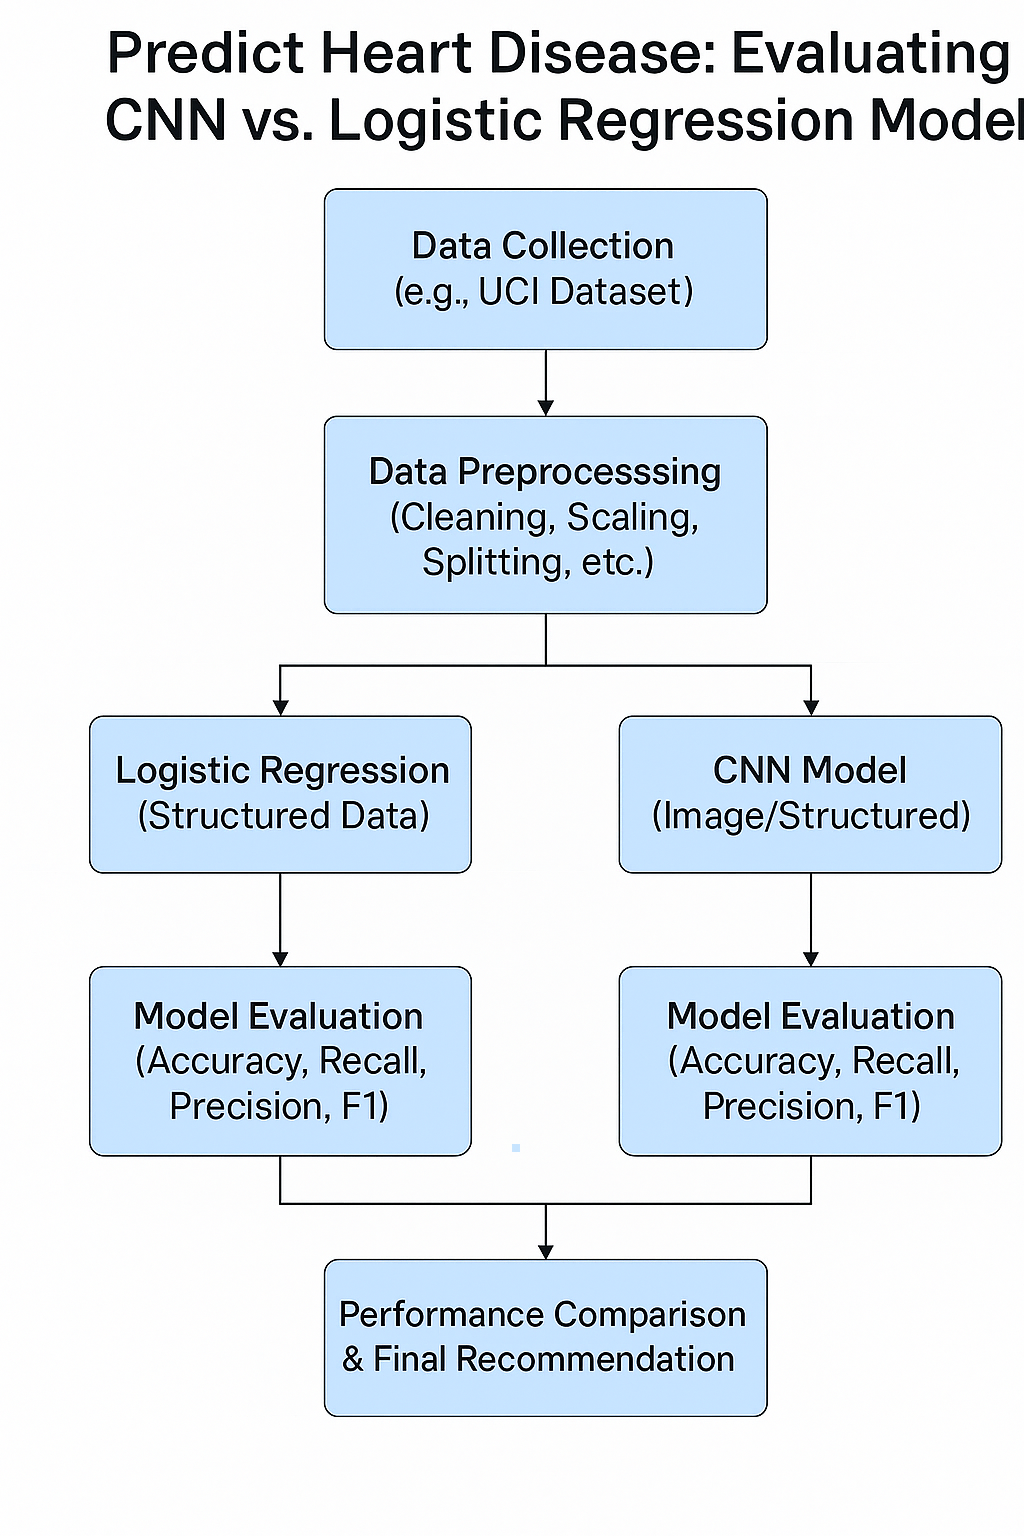 Predict Heart Disease: Evaluating
CNN vs. Logistic Regression Model
Data Collection
(e.g., UCI Dataset)
Data Preprocesssing
(Cleaning, Scaling,
Splitting, etc.)
Logistic Regression
(Structured Data)
CNN Model
(Image/Structured)
Model Evaluation
(Accuracy, Recall,
Precision, F1)
Model Evaluation
(Accuracy, Recall,
Precision, F1)
Performance Comparison
& Final Recommendation